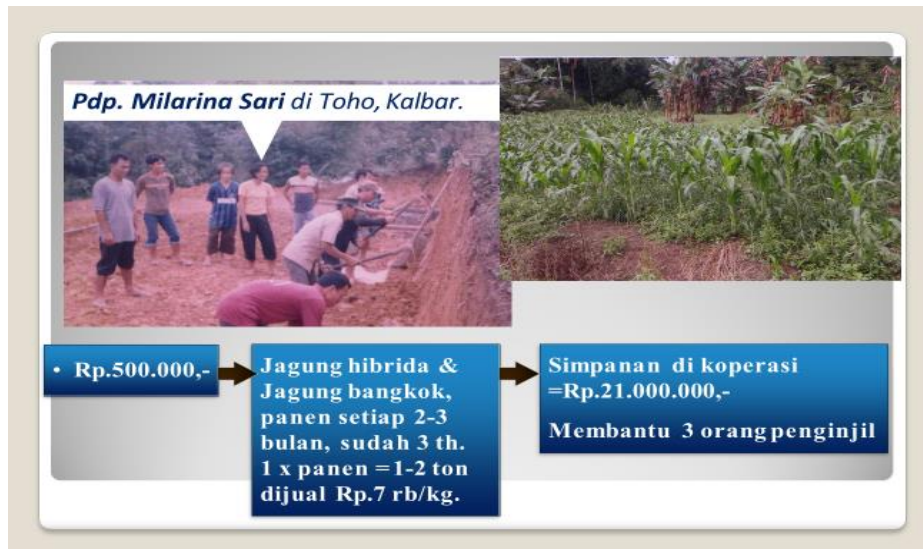 Pdp. Milarina Sari di Toho, Kalbar.
• Rp.500.000,-
Jagung hibrida &
Jagung bangkok,
panen setiap 2-3
bulan, sudah 3 th.
1 x panen =1-2 ton
dijual Rp.7 rb/kg.
Simpanan di koperasi
=Rp.21.000.000,-
Membantu 3 orang penginjil